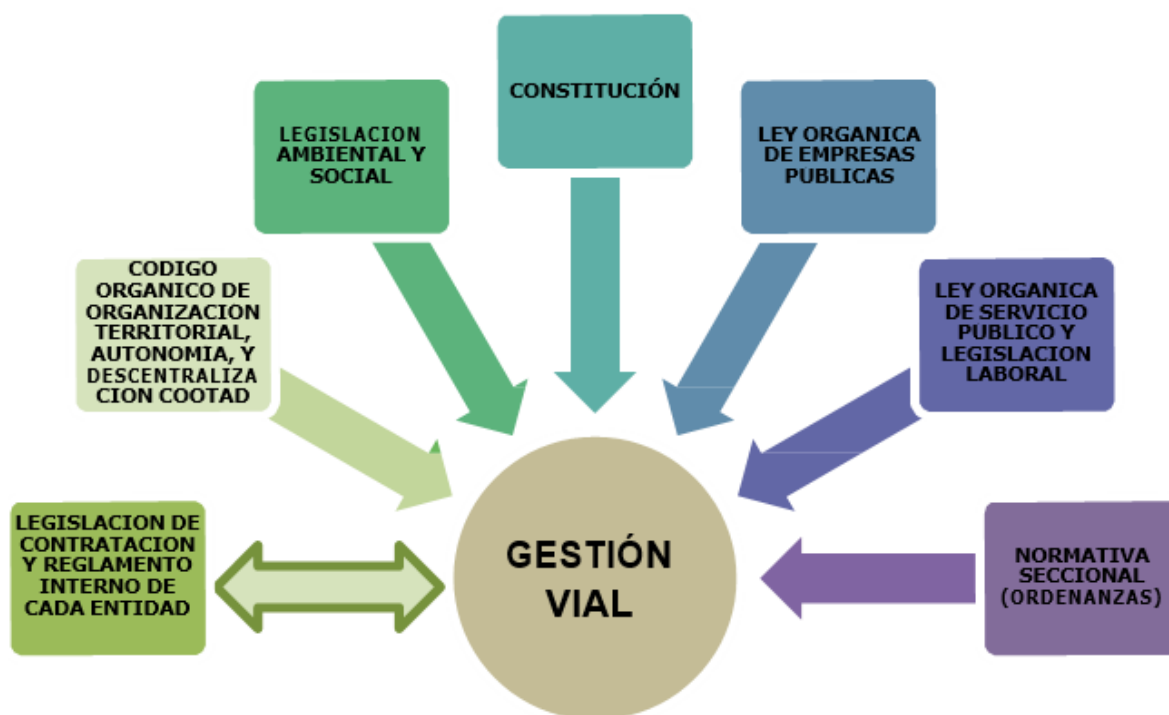 CONSTITUCIÓN
LEGISLACION
AMBIENTAL Y
SOCIAL
LEY ORGANICA
DE EMPRESAS
PUBLICAS
CODIGO
ORGANICO DE
ORGANIZACION
TERRITORIAL,
AUTONOMIA, Y
DESCENTRALIZA
CION COOTAD
LEY ORGANICA
DE SERVICIO
PUBLICO Y
LEGISLACION
LABORAL
LEGISLACION DE
CONTRATACION
Y REGLAMENTO
INTERNO DE
CADA ENTIDAD
GESTIÓN
VIAL
NORMATIVA
SECCIONAL
(ORDENANZAS)